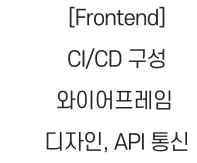 [Frontend]
CI/CD 구성
와이어프레임
디자인, API 통신